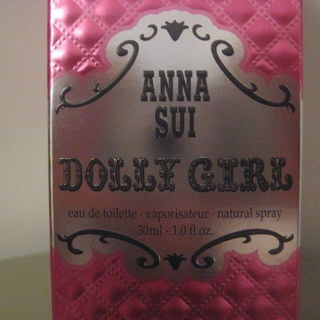 ANNA
SUI
DOLLY GIRL
eau de toilette · vaporisateur · natural spray
30ml · 1.0 fl.oz.